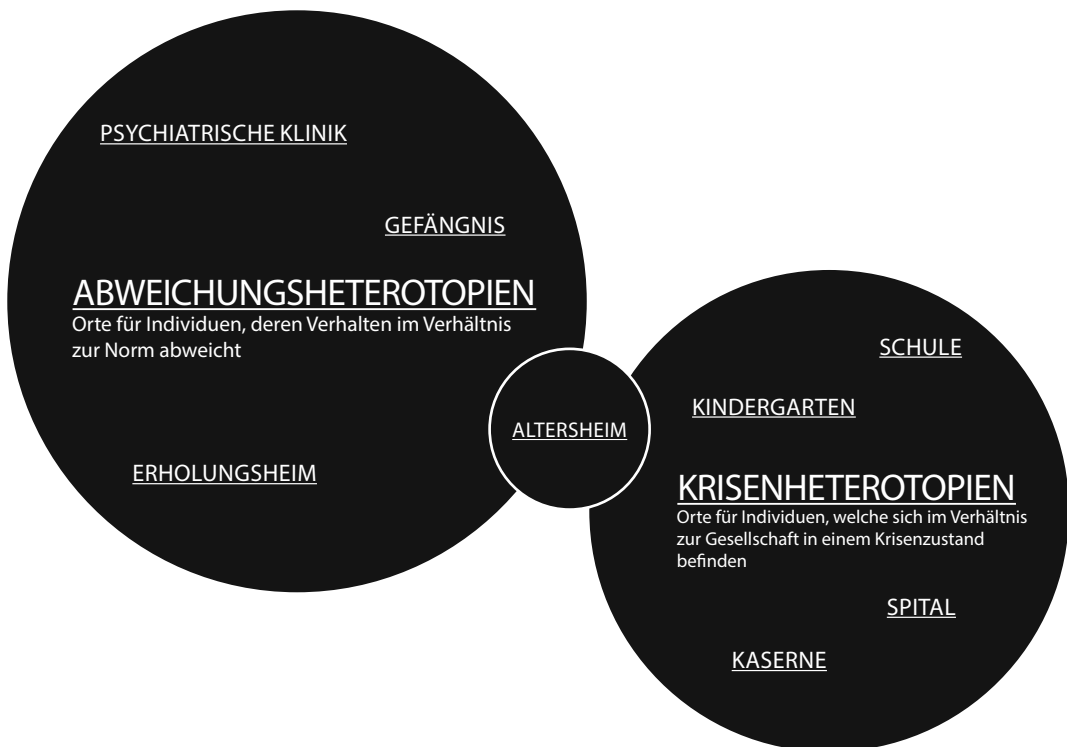 PSYCHIATRISCHE KLINIK
GEFÄNGNIS
ABWEICHUNGSHETEROTOPIEN
Orte für Individuen, deren Verhalten im Verhältnis
zur Norm abweicht
ERHOLUNGSHEIM
ALTERSHEIM
SCHULE
KINDERGARTEN
KRISENHETEROTOPIEN
Orte für Individuen, welche sich im Verhältnis
zur Gesellschaft in einem Krisenzustand
befinden
SPITAL
KASERNE